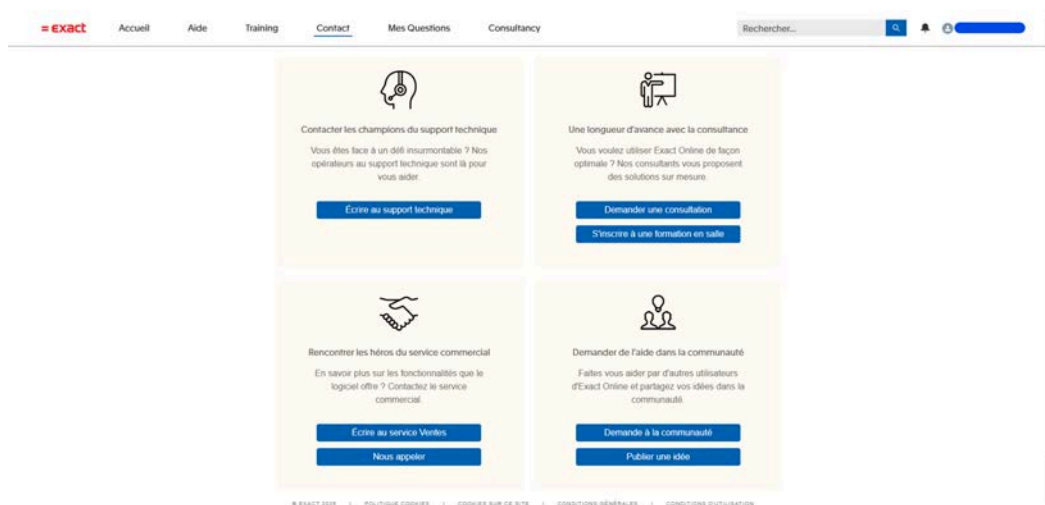 = exact Accueil Aide Training Contact Mes Questions Consultancy Rechercher...
Contacter les champions du support technique
Vous êtes face à un défi insurmontable ? Nos
opérateurs au support technique sont là pour
vous aider.
Écrire au support technique
Une longueur d'avance avec la consultance
Vous voulez utiliser Exact Online de façon
optimale ? Nos consultants vous proposent
des solutions sur mesure.
Demander une consultation
S'inscrire à une formation en salle
Rencontrer les héros du service commercial
En savoir plus sur les fonctionnalités que le
logiciel offre ? Contactez le service
commercial.
Écrire au service Ventes
Nous appeler
Demander de l'aide dans la communauté
Faites vous aider par d'autres utilisateurs
d'Exact Online et partagez vos idées dans la
communauté.
Demande à la communauté
Publier une idée
© EXACT | POLITIQUE COOKIES | COOKIES SUR CE SITE | CONDITIONS GÉNÉRALES | CONDITIONS D'UTILISATION